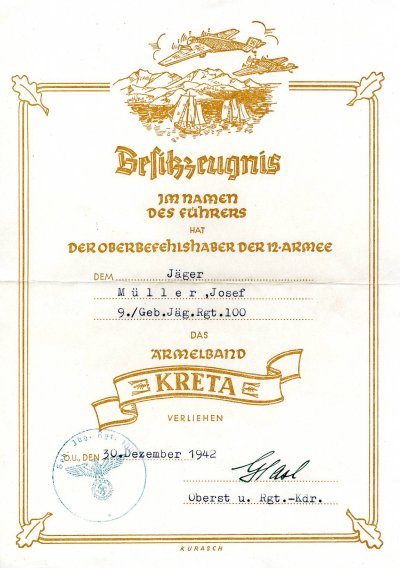 Besitzzeugnis
IM NAMEN
DES FÜHRERS
HAT
DER OBERBEFEHLSHABER DER 12·ARMEE
DEM Jäger
Müller, Josef
9./Geb.Jäg.Rgt.100
DAS
ÄRMELBAND
KRETA
VERLIEHEN
O.U., DEN 30.Dezember 1942
Oberst u. Rgt.-Kdr.
KURASCH